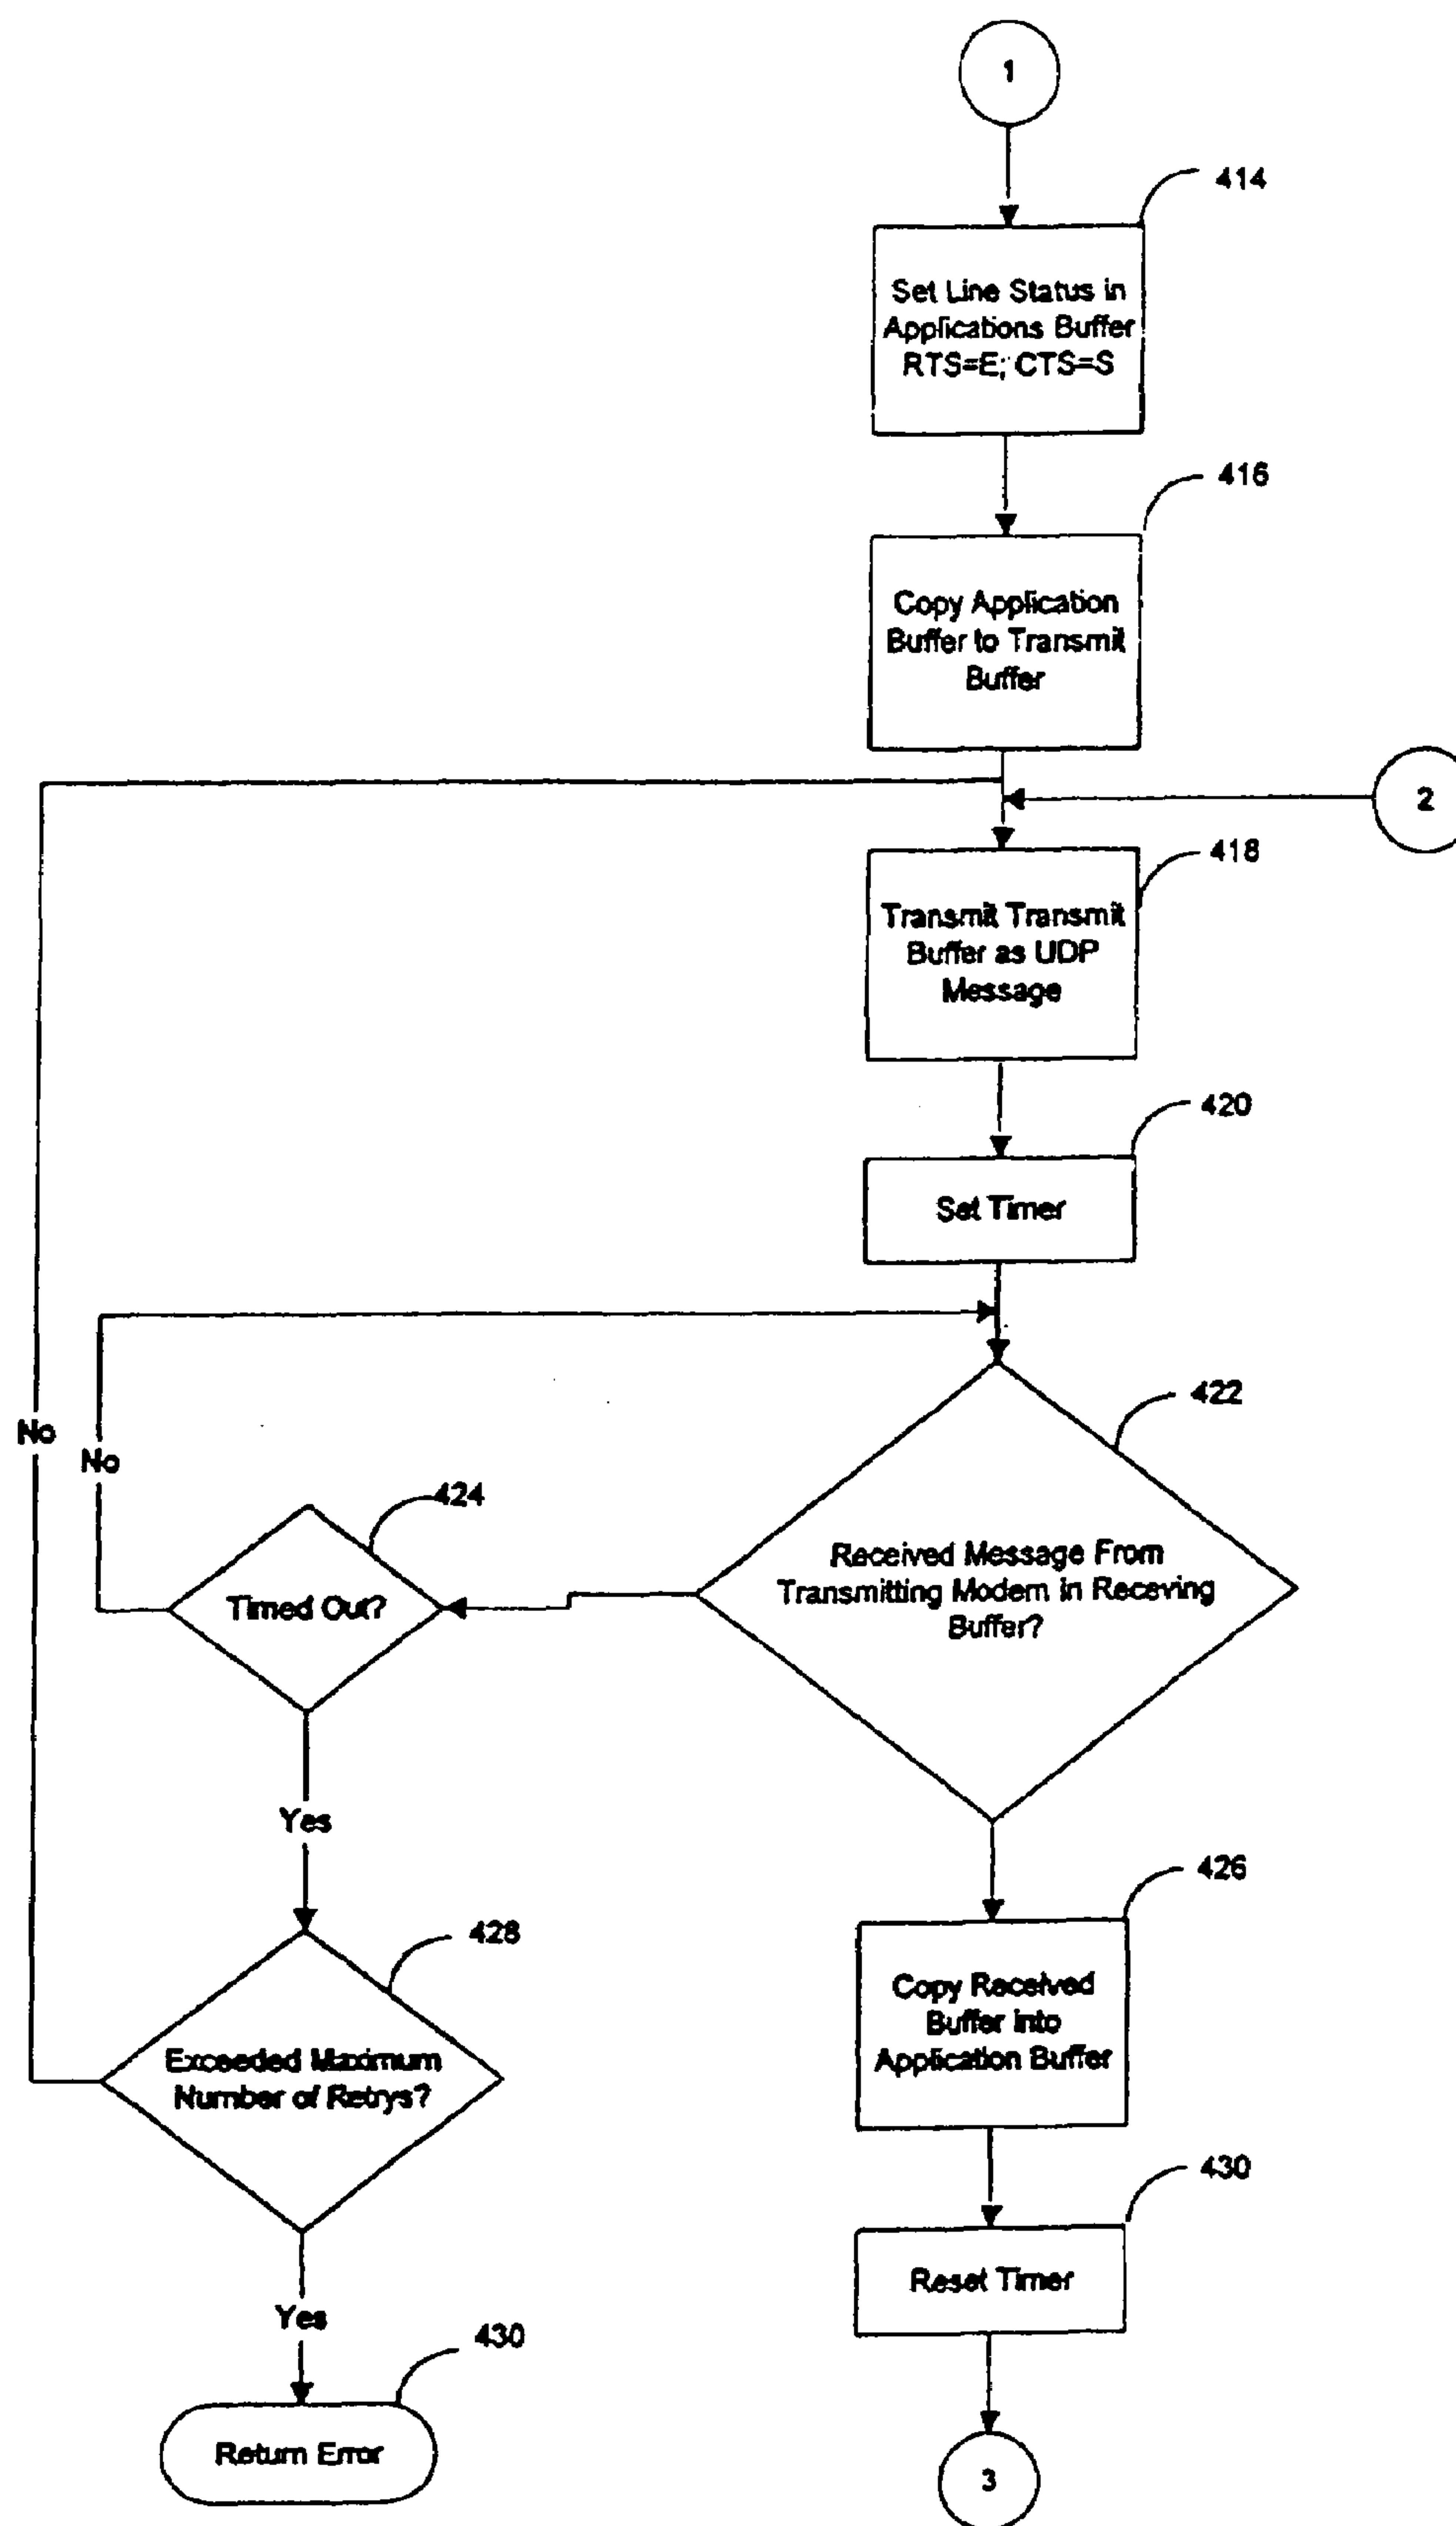 1
414
Set Line Status in
Applications Buffer
RTS=E; CTS=S
416
Copy Application
Buffer to Transmit
Buffer
2
418
Transmit Transmit
Buffer as UDP
Message
420
Set Timer
422
No
No
424
Received Message From
Transmitting Modem in Receving
Buffer?
Timed Out?
Yes
426
428
Copy Received
Buffer into
Application Buffer
Exceeded Maximum
Number of Retrys?
430
Reset Timer
Yes
430
Return Error
3